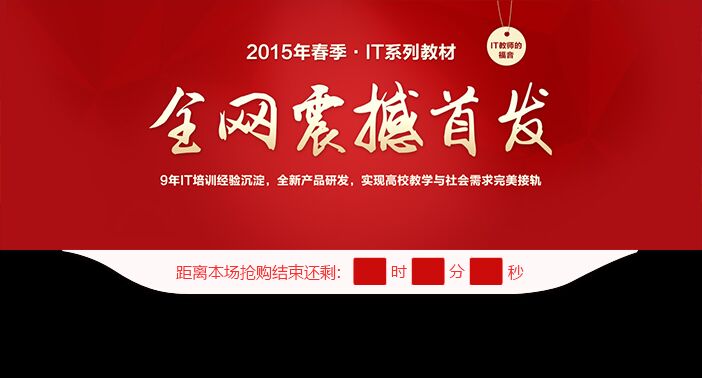 IT教师的
福音
2015年春季·IT系列教材
全网震撼首发
9年IT培训经验沉淀，全新产品研发，实现高校教学与社会需求完美接轨
距离本场抢购结束还剩: 时 分 秒